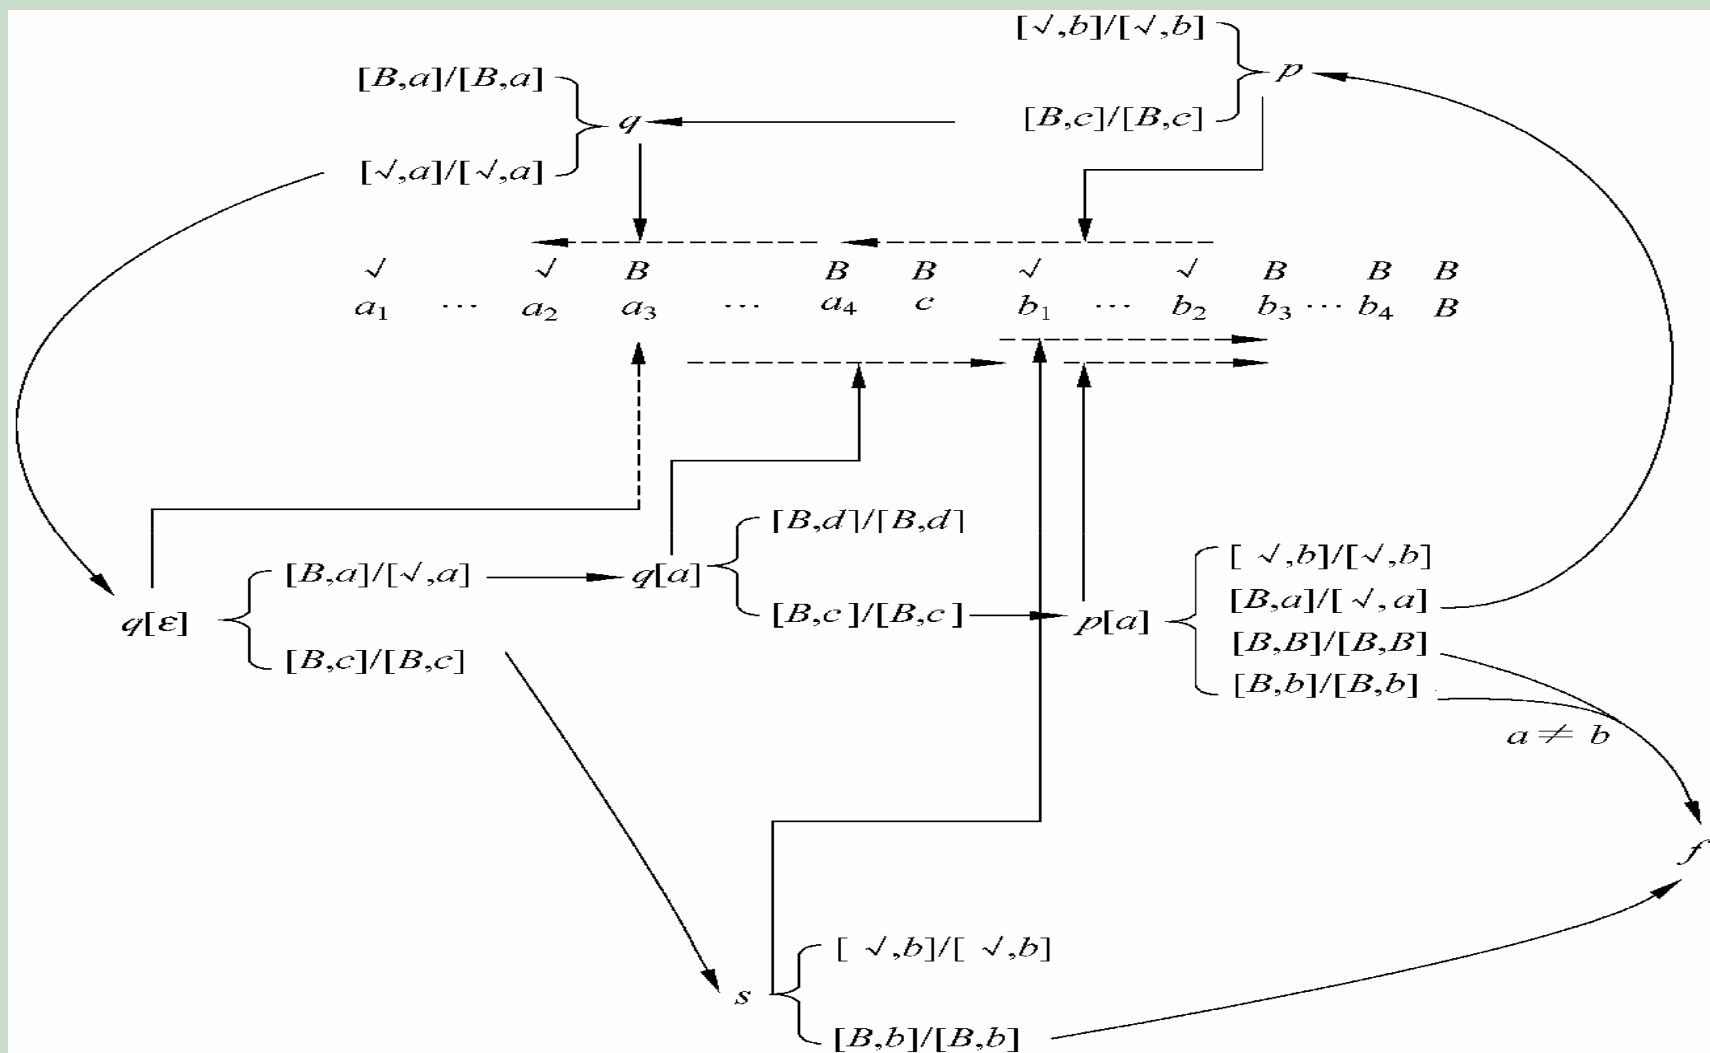 [√,b]/[√,b]
p
[B,a]/[B,a]
[B,c]/[B,c]
q
[√,a]/[√,a]
√ √ B B B √ √ B B B
a₁ ··· a₂ a₃ ··· a₄ c b₁ ··· b₂ b₃ ··· b₄ B
[B,d]/[B,d]
[√,b]/[√,b]
[B,a]/[√,a]
q[a]
[B,a]/[√,a]
q[ε]
[B,c]/[B,c]
p[a]
[B,B]/[B,B]
[B,c]/[B,c]
[B,b]/[B,b]
a ≠ b
f
[√,b]/[√,b]
s
[B,b]/[B,b]